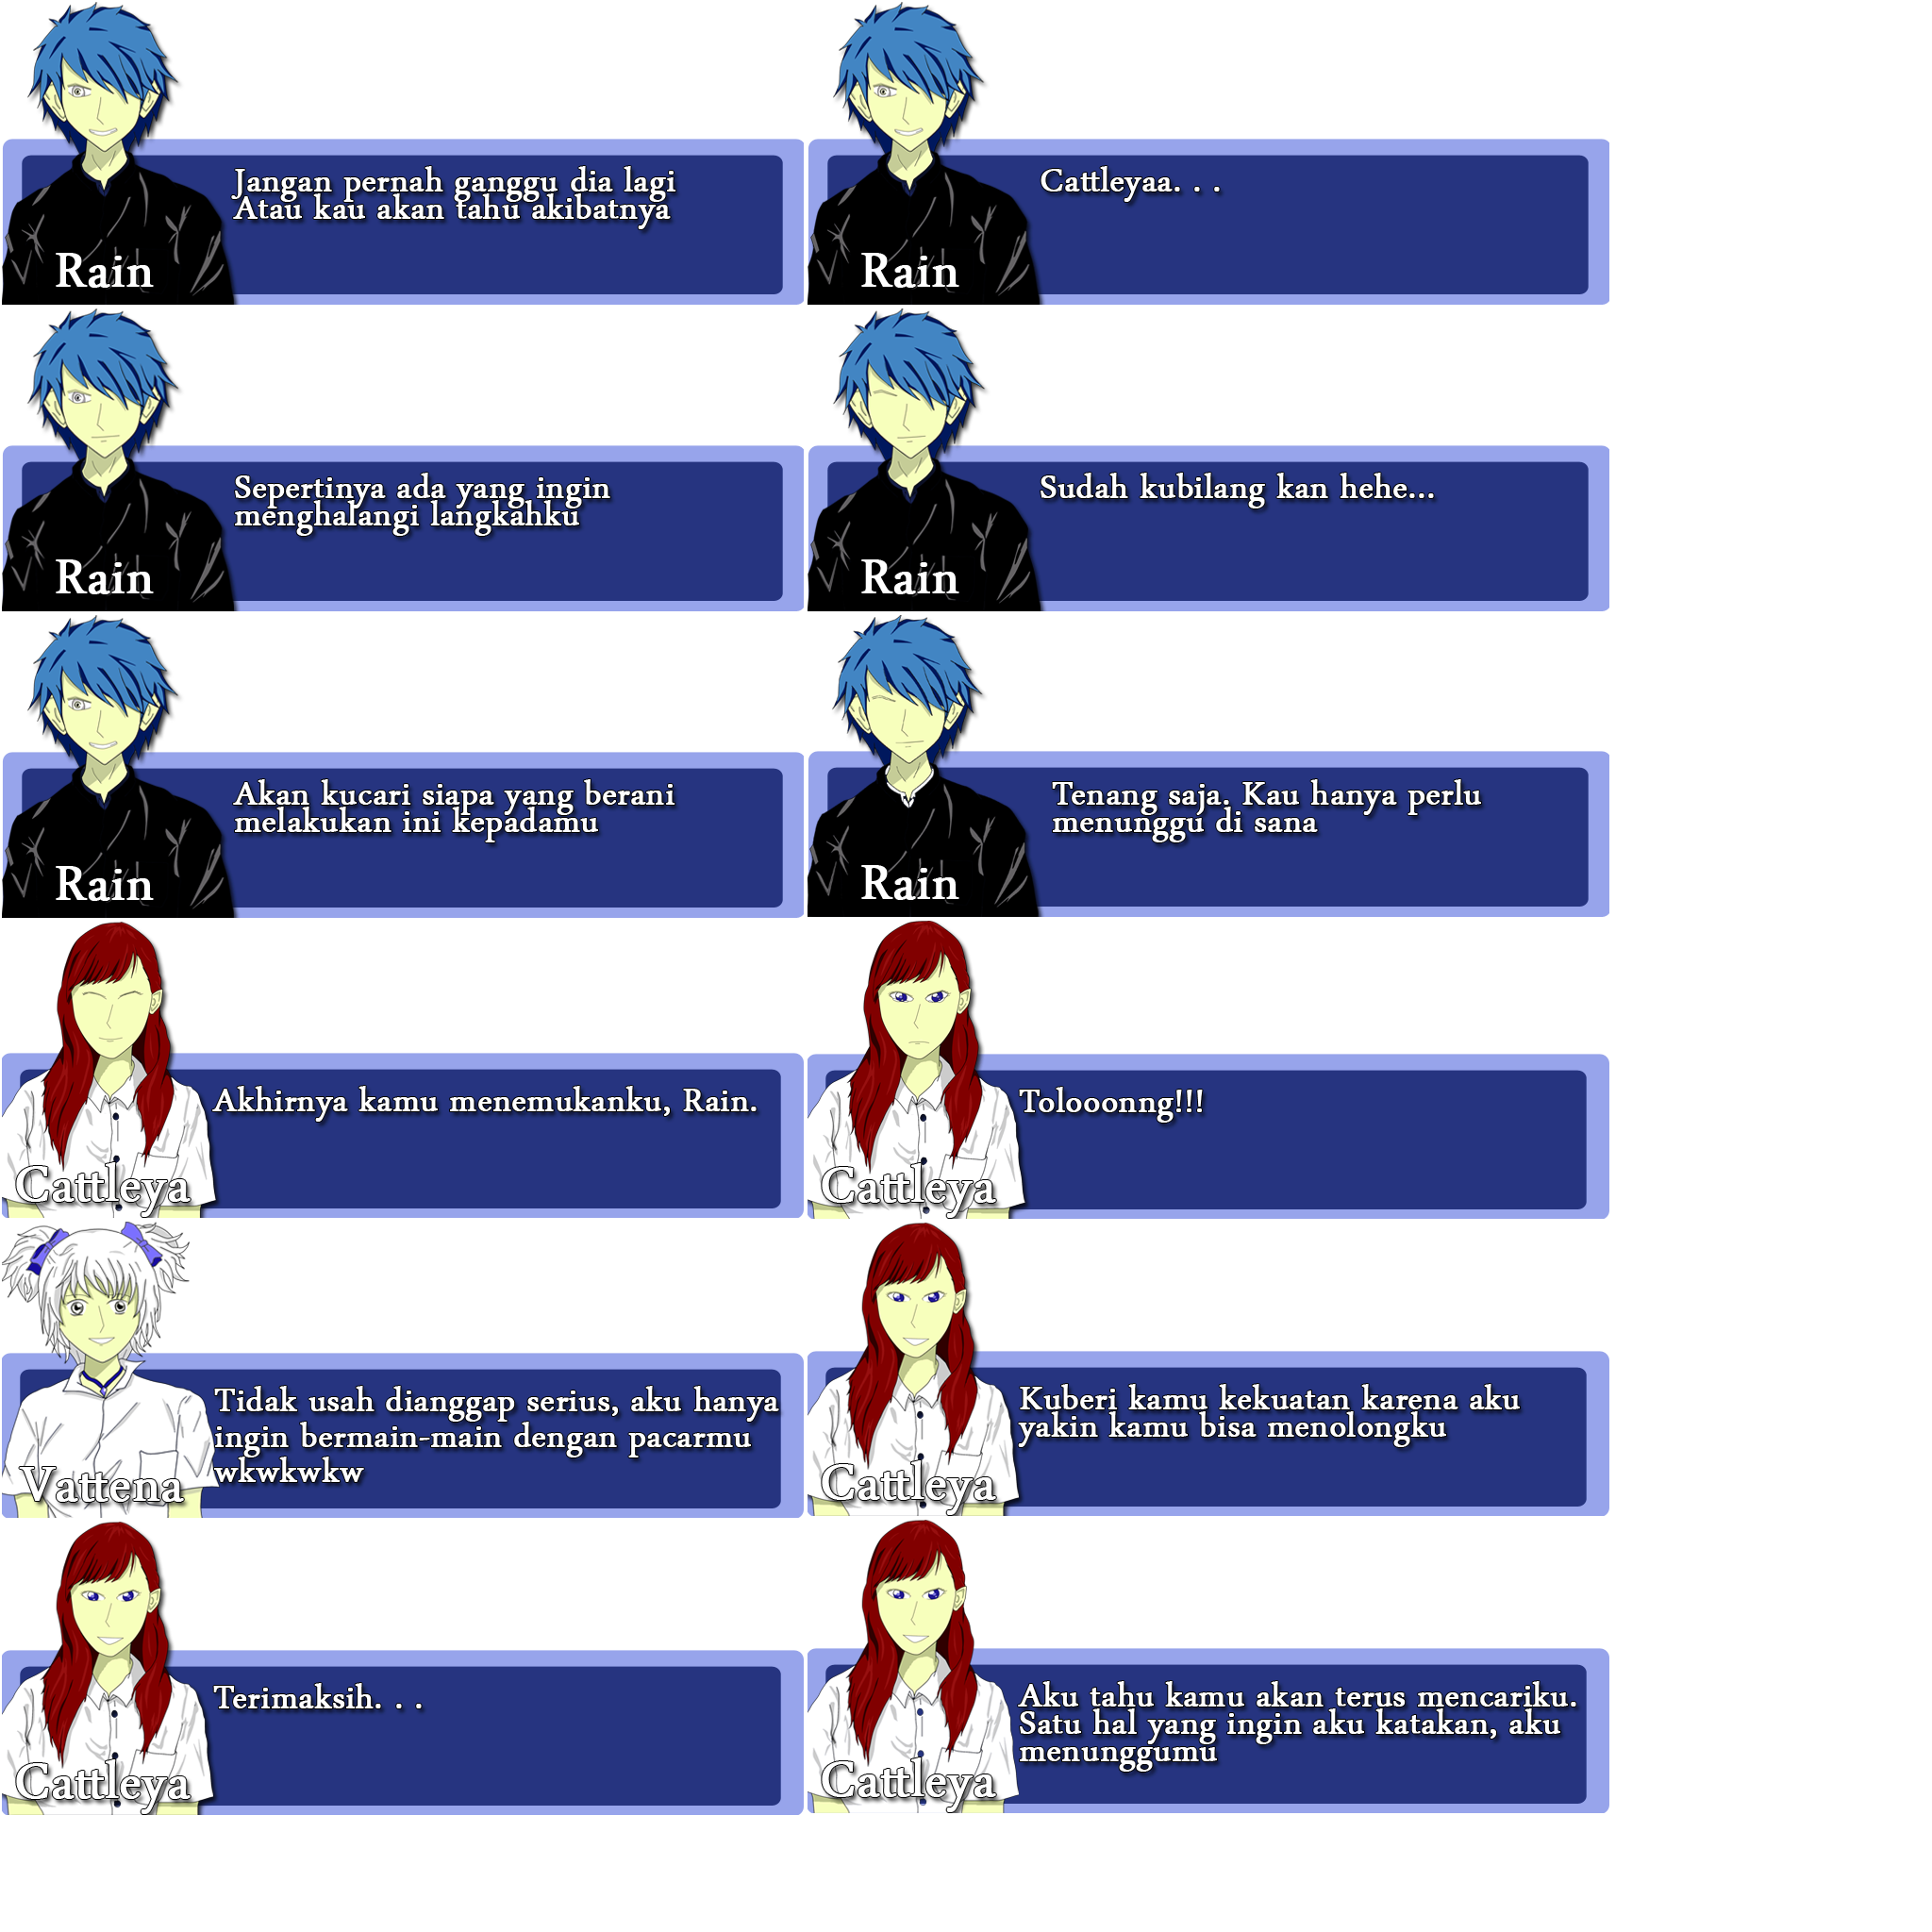 Jangan pernah ganggu dia lagi
Atau kau akan tahu akibatnya
Rain
Cattleyaa. . .
Rain
Sepertinya ada yang ingin
menghalangi langkahku
Rain
Sudah kubilang kan hehe...
Rain
Akan kucari siapa yang berani
melakukan ini kepadamu
Rain
Tenang saja. Kau hanya perlu
menunggu di sana
Rain
Akhirnya kamu menemukanku, Rain.
Cattleya
Tolooonng!!!
Cattleya
Tidak usah dianggap serius, aku hanya
ingin bermain-main dengan pacarmu
wkwkwkw
Vattena
Kuberi kamu kekuatan karena aku
yakin kamu bisa menolongku
Cattleya
Terimaksih. . .
Cattleya
Aku tahu kamu akan terus mencariku.
Satu hal yang ingin aku katakan, aku
menunggumu
Cattleya